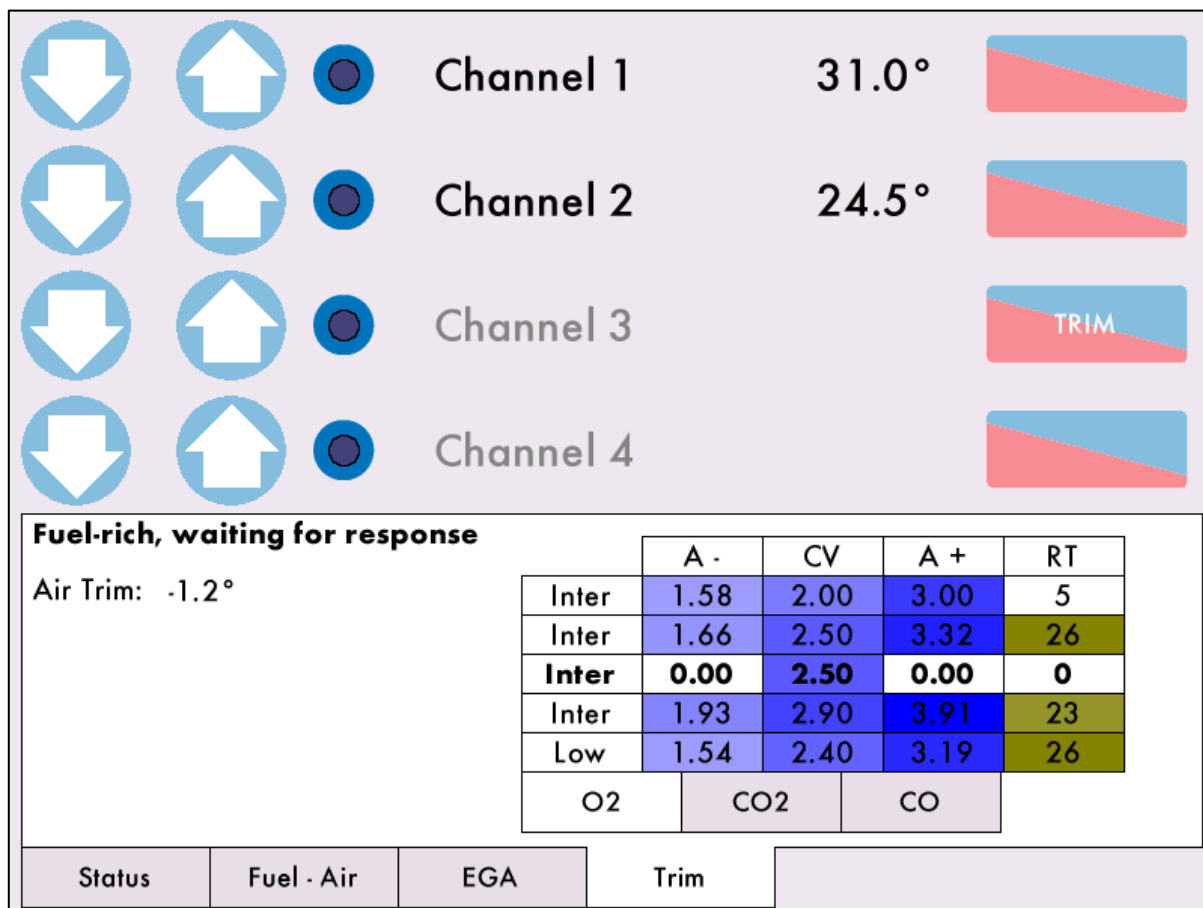 Channel 1 31.0°
Channel 2 24.5°
Channel 3 TRIM
Channel 4
Fuel-rich, waiting for response
Air Trim: -1.2°
A - CV A + RT
Inter 1.58 2.00 3.00 5
Inter 1.66 2.50 3.32 26
Inter 0.00 2.50 0.00 0
Inter 1.93 2.90 3.91 23
Low 1.54 2.40 3.19 26
O2 CO2 CO
Status Fuel - Air EGA Trim